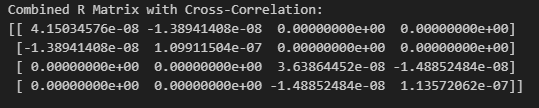 Combined R Matrix with Cross-Correlation:
[[ 4.15034576e-08 -1.38941408e-08  0.00000000e+00  0.00000000e+00]
 [-1.38941408e-08  1.09911504e-07  0.00000000e+00  0.00000000e+00]
 [ 0.00000000e+00  0.00000000e+00  3.63864452e-08 -1.48852484e-08]
 [ 0.00000000e+00  0.00000000e+00 -1.48852484e-08  1.13572062e-07]]